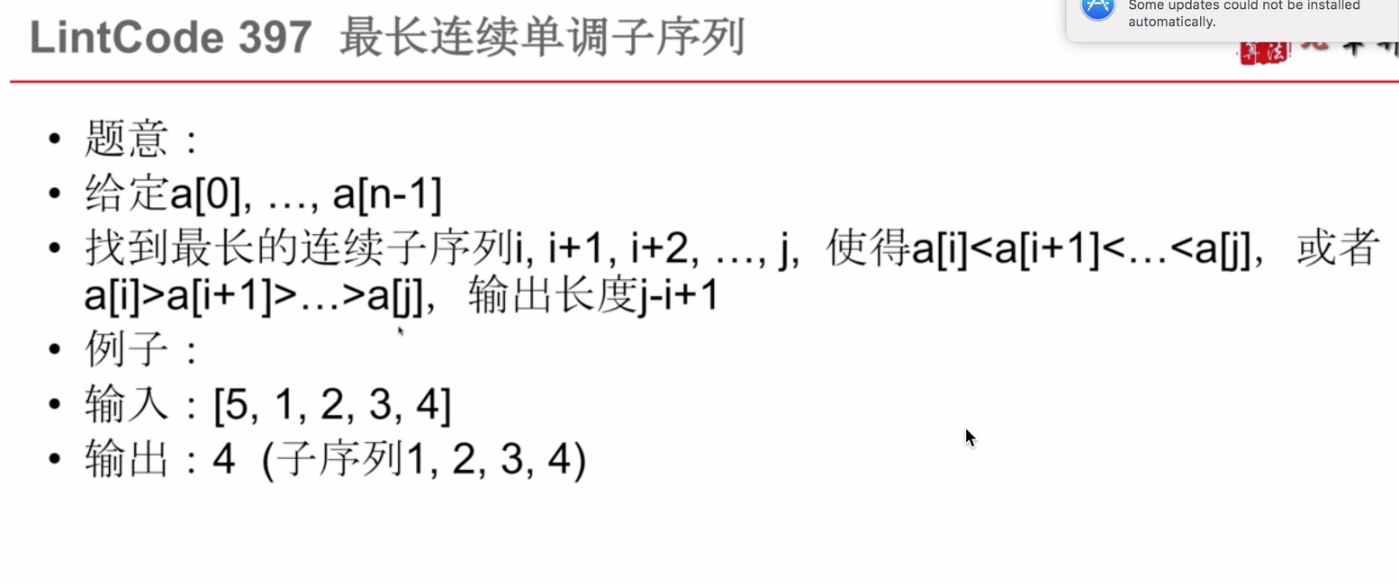 Some updates could not be installed
automatically.
LintCode 397 最长连续单调子序列
算法
• 题意：
• 给定a[0], …, a[n-1]
• 找到最长的连续子序列i, i+1, i+2, …, j, 使得a[i]<a[i+1]<…<a[j], 或者
a[i]>a[i+1]>…>a[j], 输出长度j-i+1
• 例子：
• 输入：[5, 1, 2, 3, 4]
• 输出：4 (子序列1, 2, 3, 4)